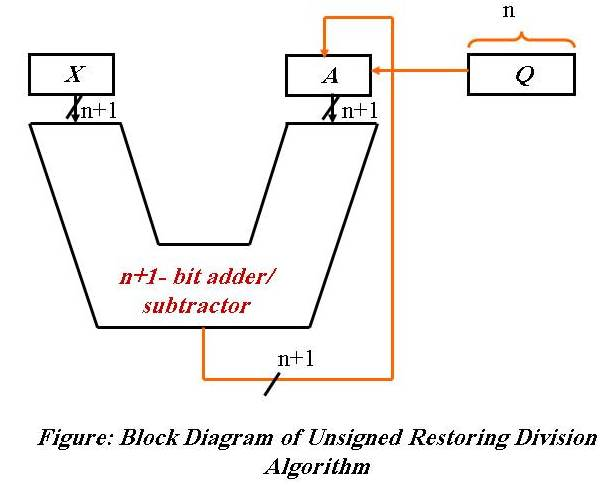 n
X
A
Q
n+1
n+1
n+1- bit adder/
subtractor
n+1
Figure: Block Diagram of Unsigned Restoring Division
Algorithm